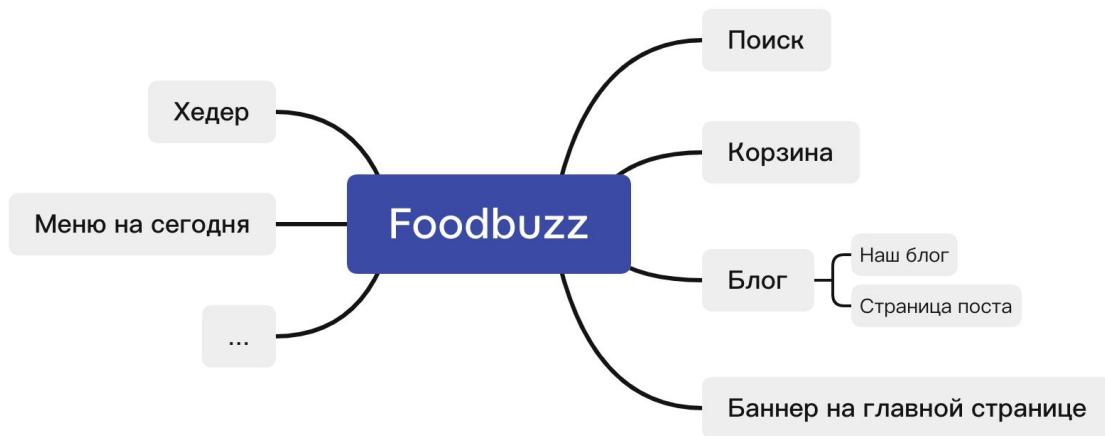 Поиск
Хедер
Корзина
Меню на сегодня
Foodbuzz
Блог
Наш блог
Страница поста
...
Баннер на главной странице